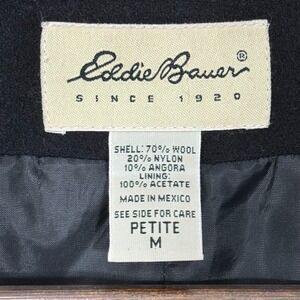 Eddie Bauer®
SINCE 1920
SHELL: 70% WOOL
20% NYLON
10% ANGORA
LINING:
100% ACETATE
MADE IN MEXICO
SEE SIDE FOR CARE
PETITE
M